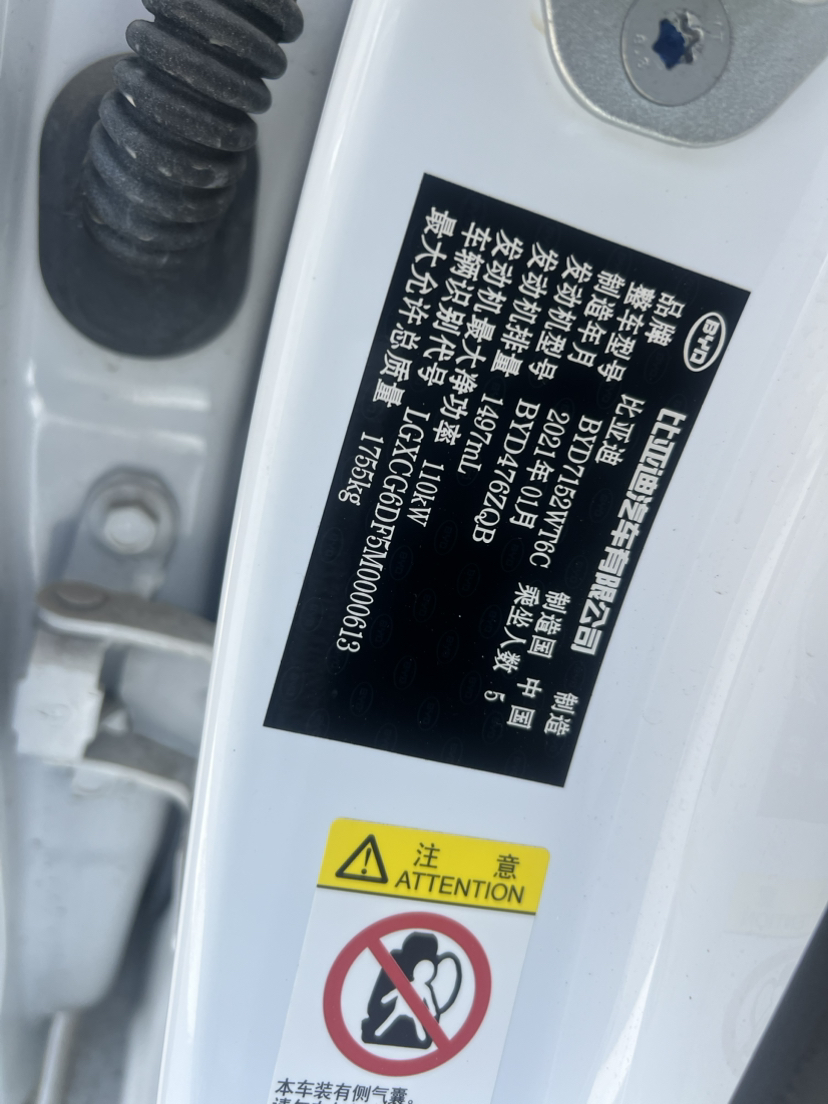 BYD 比亚迪汽车有限公司 制造
品牌 比亚迪 制造国 中国
整车型号 BYD7152WT6C 乘坐人数 5
制造年月 2021年01月
发动机型号 BYD476ZQB
发动机排量 1497mL
发动机最大净功率 110kW
车辆识别代号 LGXCG6DF5M0000613
最大允许总质量 1755kg
注 意
ATTENTION
本车装有侧气囊。